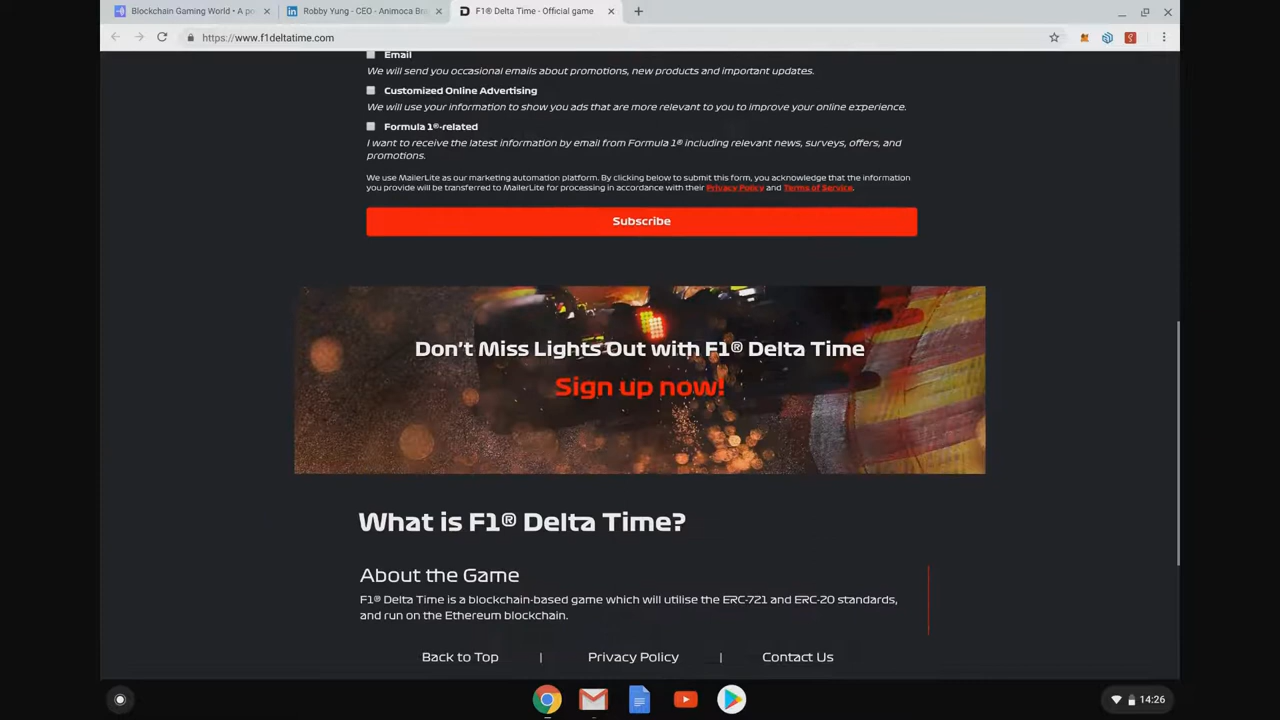 Blockchain Gaming World • A po
Robby Yung - CEO - Animoca Bra
F1® Delta Time - Official game
https://www.f1deltatime.com
Email
We will send you occasional emails about promotions, new products and important updates.
Customized Online Advertising
We will use your information to show you ads that are more relevant to you to improve your online experience.
Formula 1®-related
I want to receive the latest information by email from Formula 1® including relevant news, surveys, offers, and
promotions.
We use MailerLite as our marketing automation platform. By clicking below to submit this form, you acknowledge that the information
you provide will be transferred to MailerLite for processing in accordance with their Privacy Policy and Terms of Service.
Subscribe
Don't Miss Lights Out with F1® Delta Time
Sign up now!
What is F1® Delta Time?
About the Game
F1® Delta Time is a blockchain-based game which will utilise the ERC-721 and ERC-20 standards,
and run on the Ethereum blockchain.
Back to Top | Privacy Policy | Contact Us
14:26